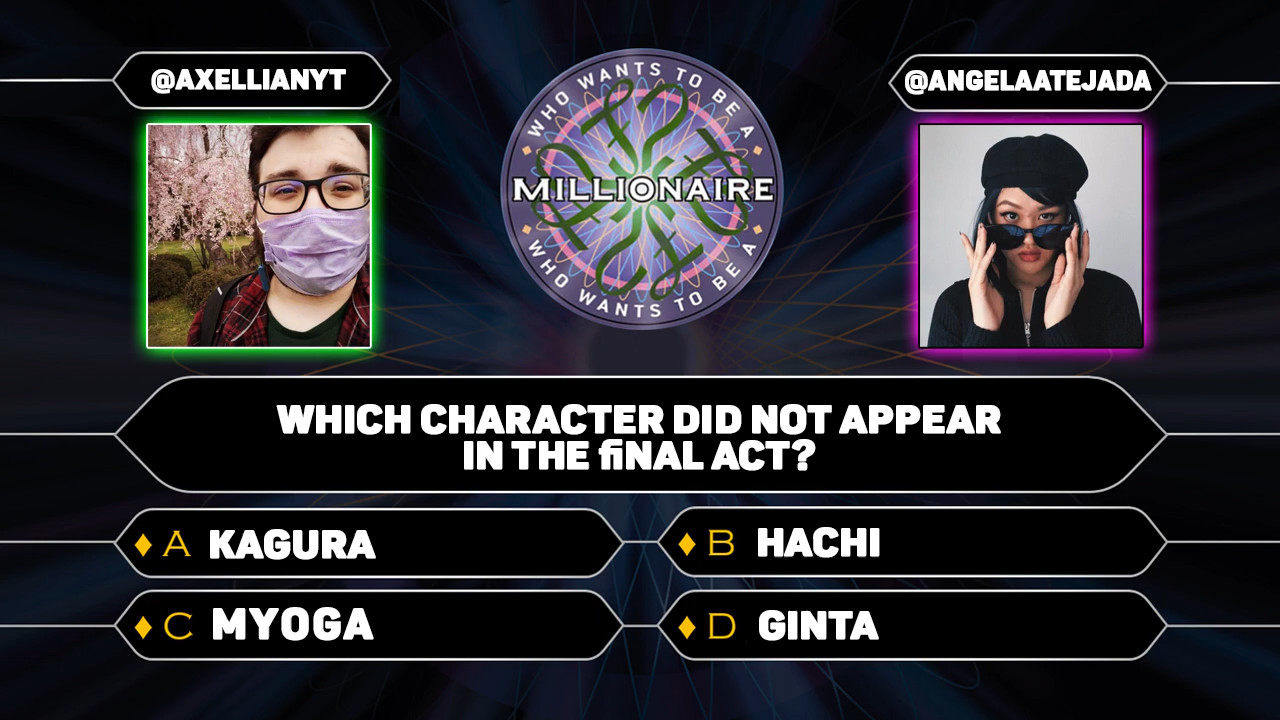 @AXELLIANYT
@ANGELAATEJADA
WHO WANTS TO BE A
MILLIONAIRE
WHO WANTS TO BE A
WHICH CHARACTER DID NOT APPEAR
IN THE fiNAL ACT?
A KAGURA
B HACHI
C MYOGA
D GINTA